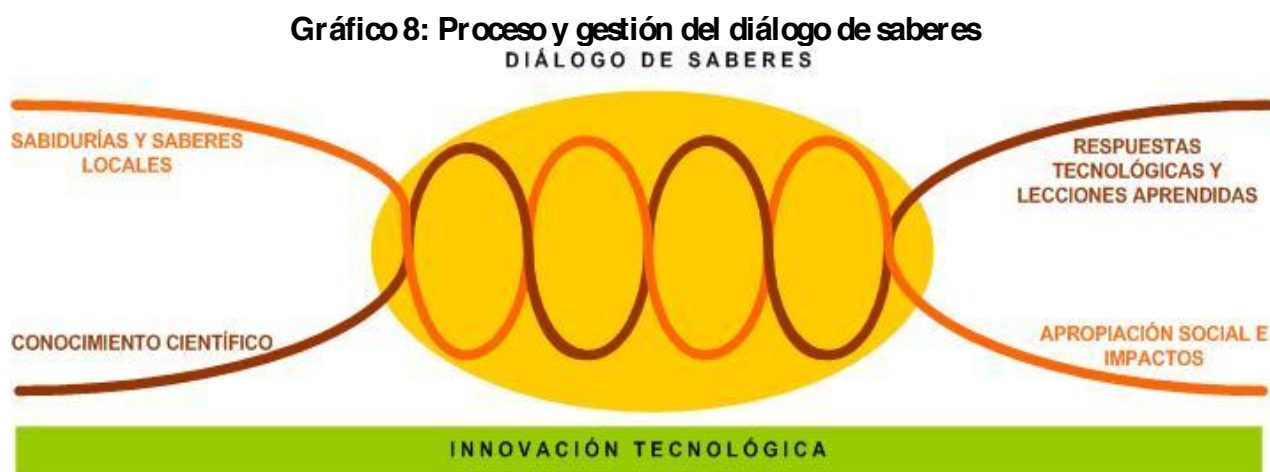 Gráfico 8: Proceso y gestión del diálogo de saberes
DIÁLOGO DE SABERES
SABIDURÍAS Y SABERES
LOCALES
CONOCIMIENTO CIENTÍFICO
RESPUESTAS
TECNOLÓGICAS Y
LECCIONES APRENDIDAS
APROPIACIÓN SOCIAL E
IMPACTOS
INNOVACIÓN TECNOLÓGICA